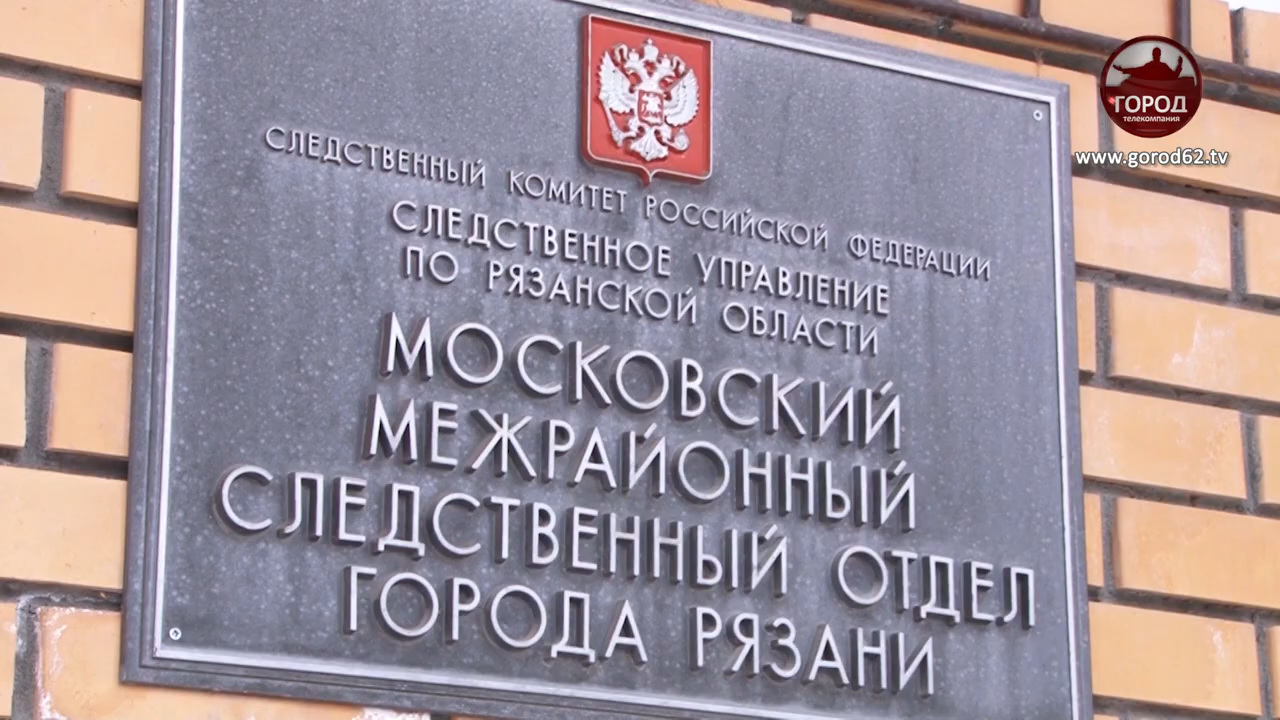 ГОРОД
телекомпания
www.gorod62.tv
СЛЕДСТВЕННЫЙ КОМИТЕТ РОССИЙСКОЙ ФЕДЕРАЦИИ
СЛЕДСТВЕННОЕ УПРАВЛЕНИЕ
ПО РЯЗАНСКОЙ ОБЛАСТИ
МОСКОВСКИЙ
МЕЖРАЙОННЫЙ
СЛЕДСТВЕННЫЙ ОТДЕЛ
ГОРОДА РЯЗАНИ